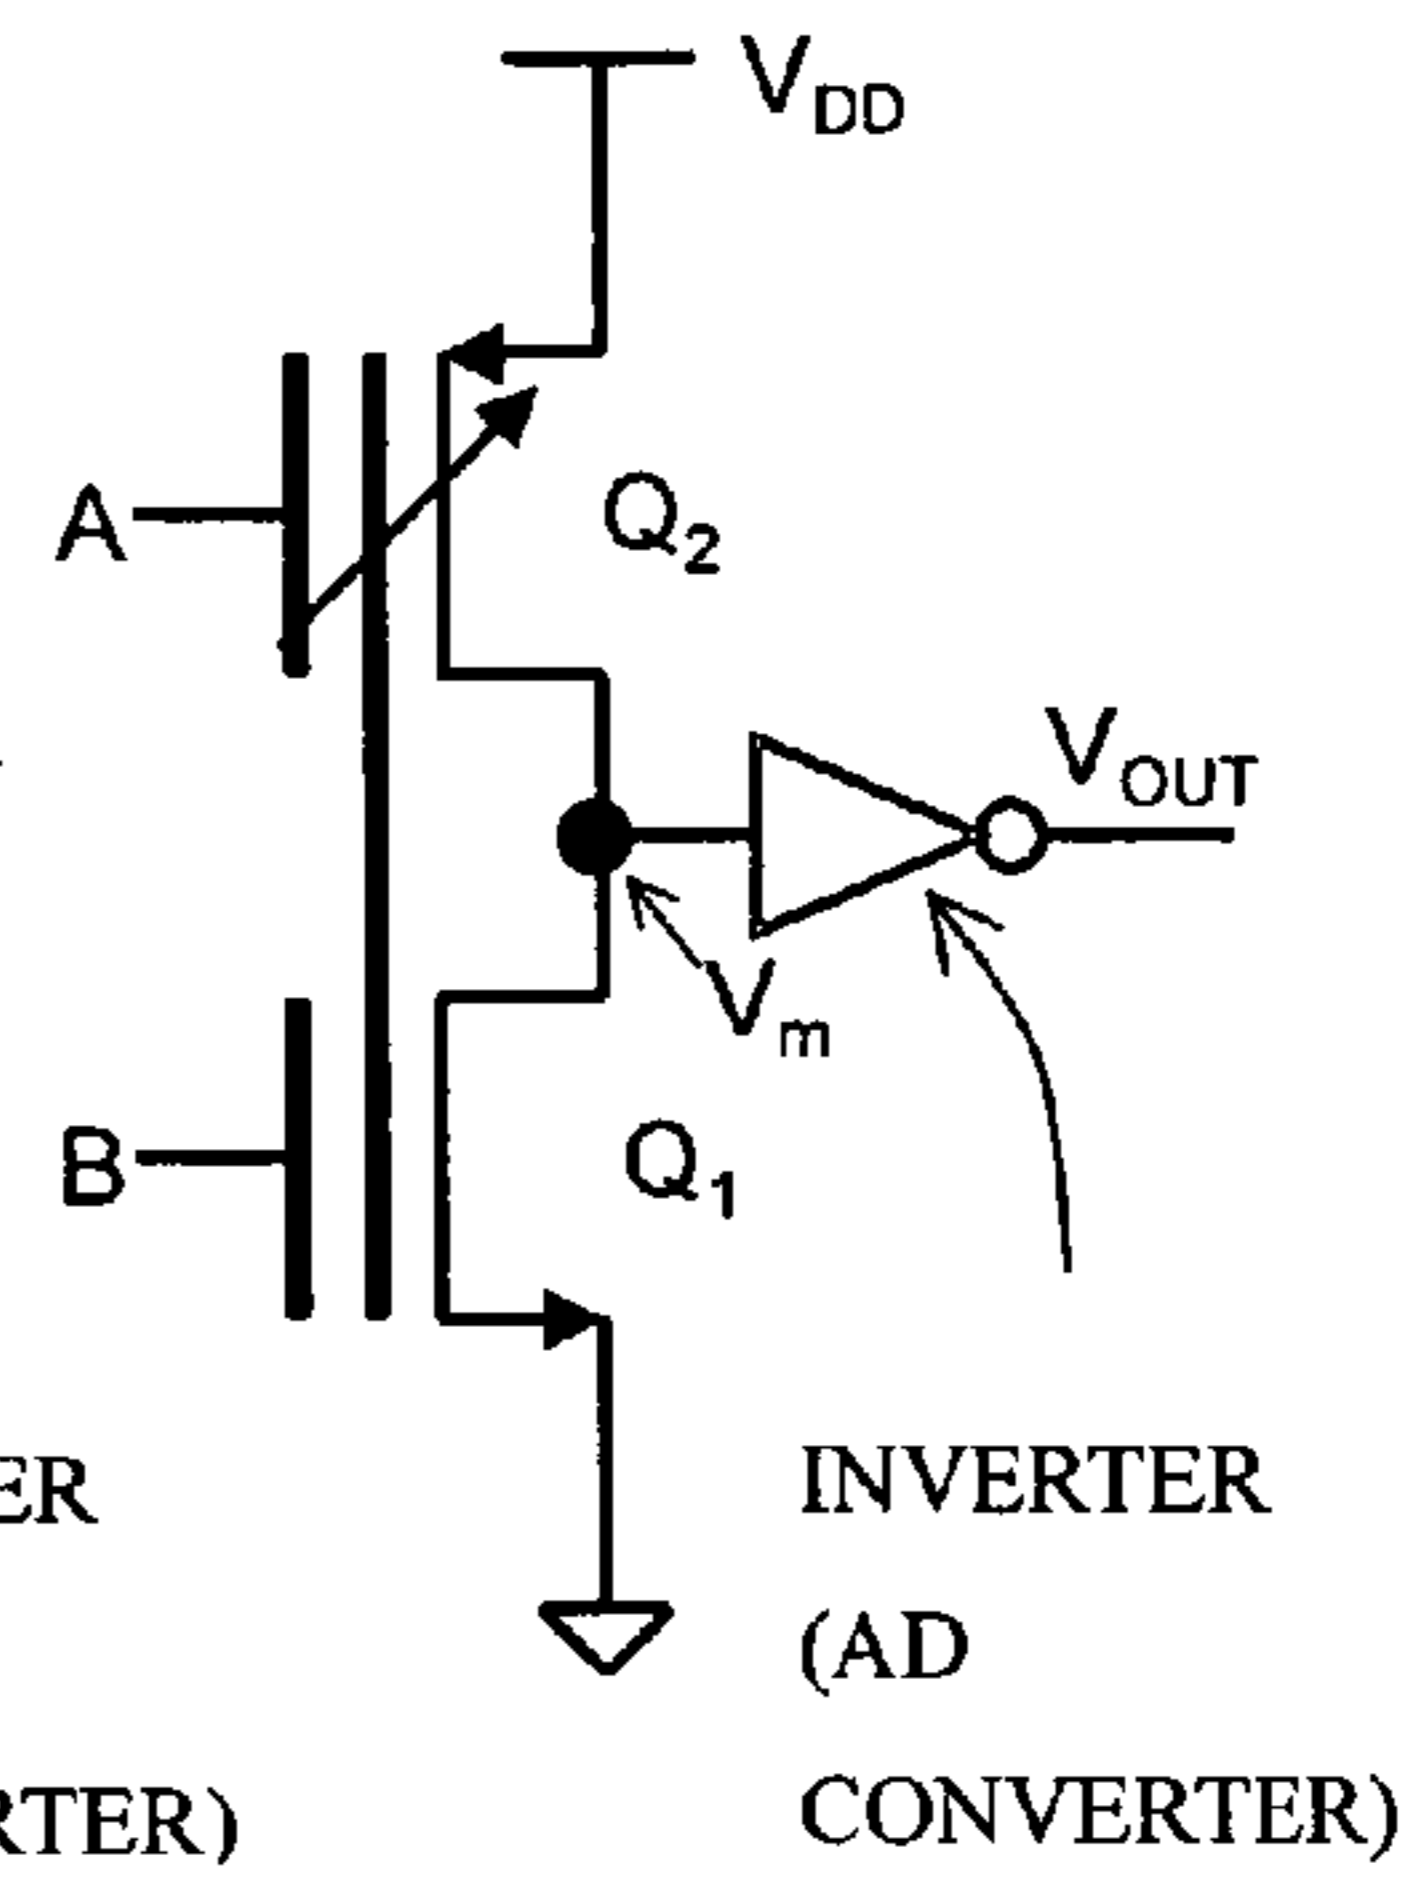 VDD
A
Q2
VOUT
Vm
B
Q1
ER
INVERTER
(AD
RTER)
CONVERTER)